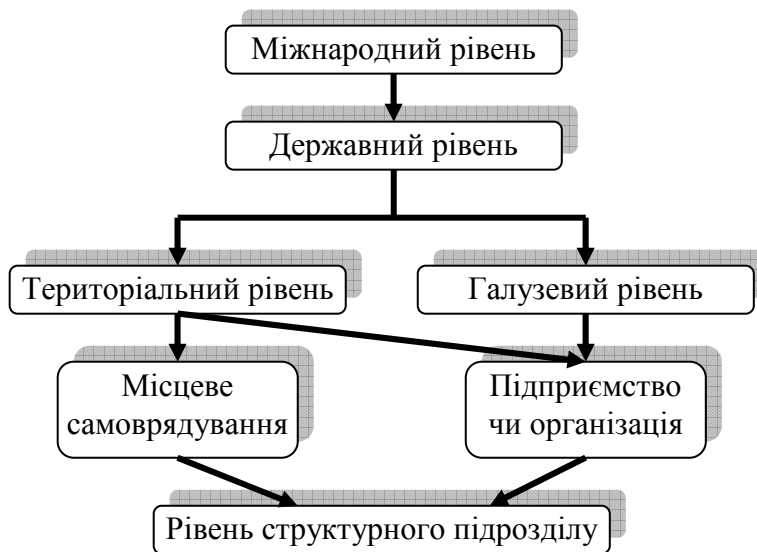 Міжнародний рівень
Державний рівень
Територіальний рівень
Галузевий рівень
Місцеве
самоврядування
Підприємство
чи організація
Рівень структурного підрозділу